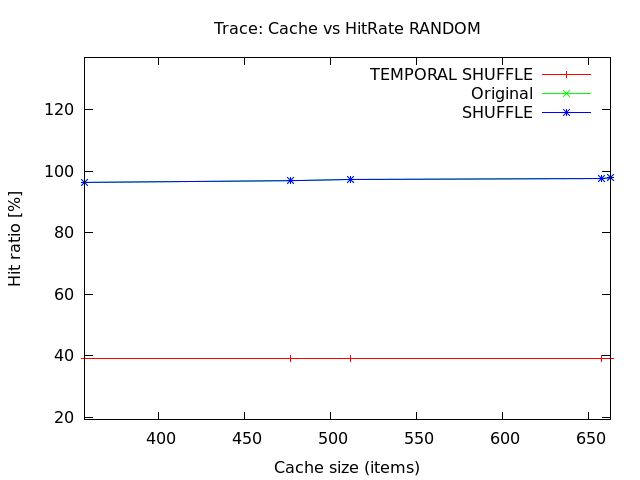 Trace: Cache vs HitRate RANDOM
TEMPORAL SHUFFLE
Original
SHUFFLE
120
100
80
60
40
20
Hit ratio [%]
400 450 500 550 600 650
Cache size (items)